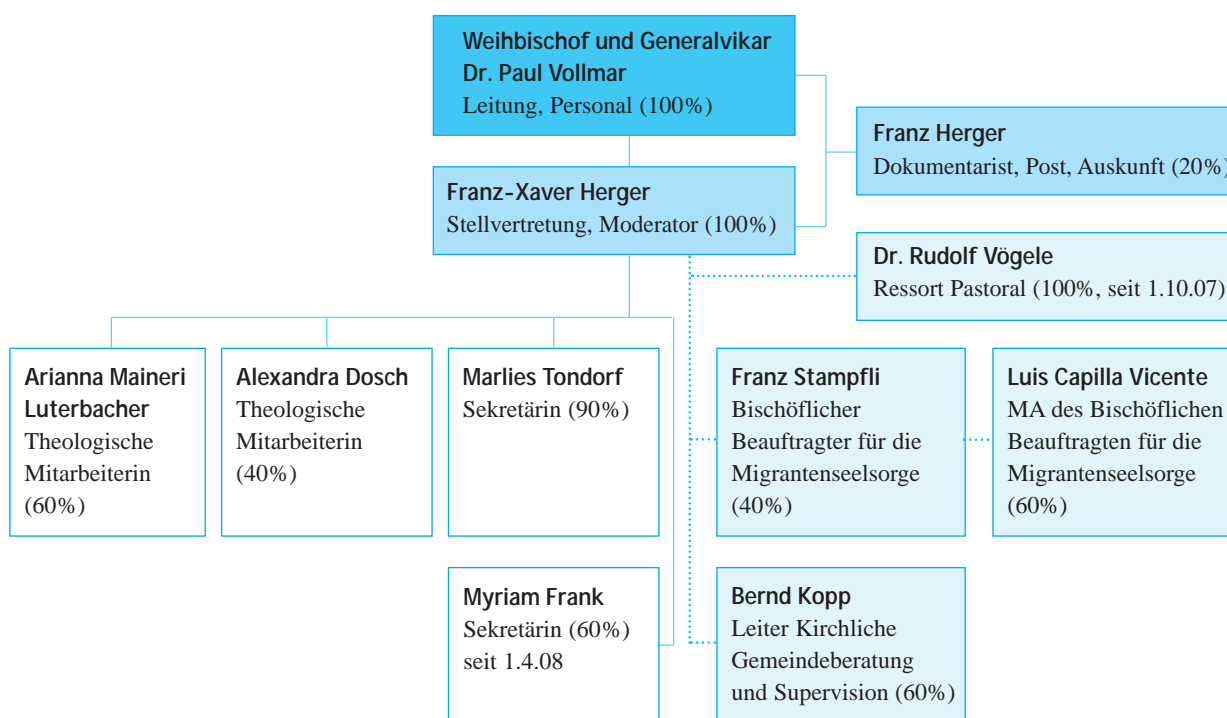 Weihbischof und Generalvikar
Dr. Paul Vollmar
Leitung, Personal (100%)
Franz Herger
Dokumentarist, Post, Auskunft (20%)
Franz-Xaver Herger
Stellvertretung, Moderator (100%)
Dr. Rudolf Vögele
Ressort Pastoral (100%, seit 1.10.07)
Arianna Maineri
Luterbacher
Theologische
Mitarbeiterin
(60%)
Alexandra Dosch
Theologische
Mitarbeiterin
(40%)
Marlies Tondorf
Sekretärin (90%)
Franz Stampfli
Bischöflicher
Beauftragter für die
Migrantenseelsorge
(40%)
Luis Capilla Vicente
MA des Bischöflichen
Beauftragten für die
Migrantenseelsorge
(60%)
Myriam Frank
Sekretärin (60%)
seit 1.4.08
Bernd Kopp
Leiter Kirchliche
Gemeindeberatung
und Supervision (60%)